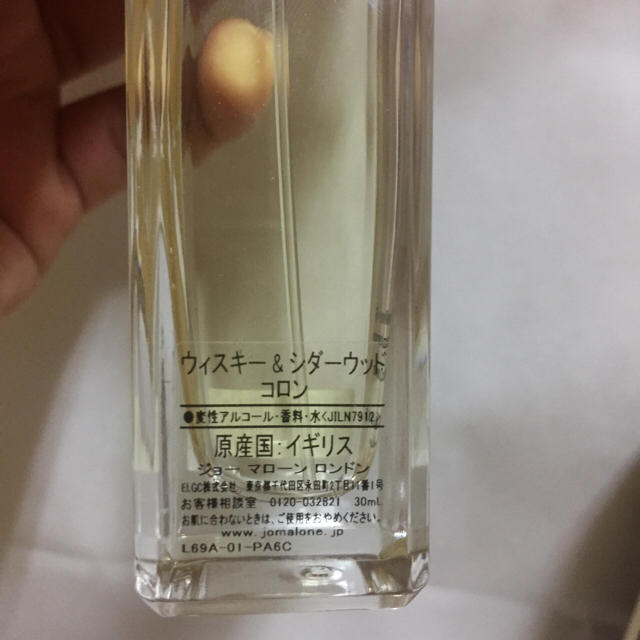 ウィスキー & シダーウッド
コロン
●変性アルコール・香料・水<JILN7912>
原産国:イギリス
ジョー マローン ロンドン
ELGC株式会社 東京都千代田区永田町2丁目11番1号
お客様相談室 0120-032821 30mL
お肌に合わないときは、ご使用をおやめください。
www.jomalone.jp
L69A-01-PA6C